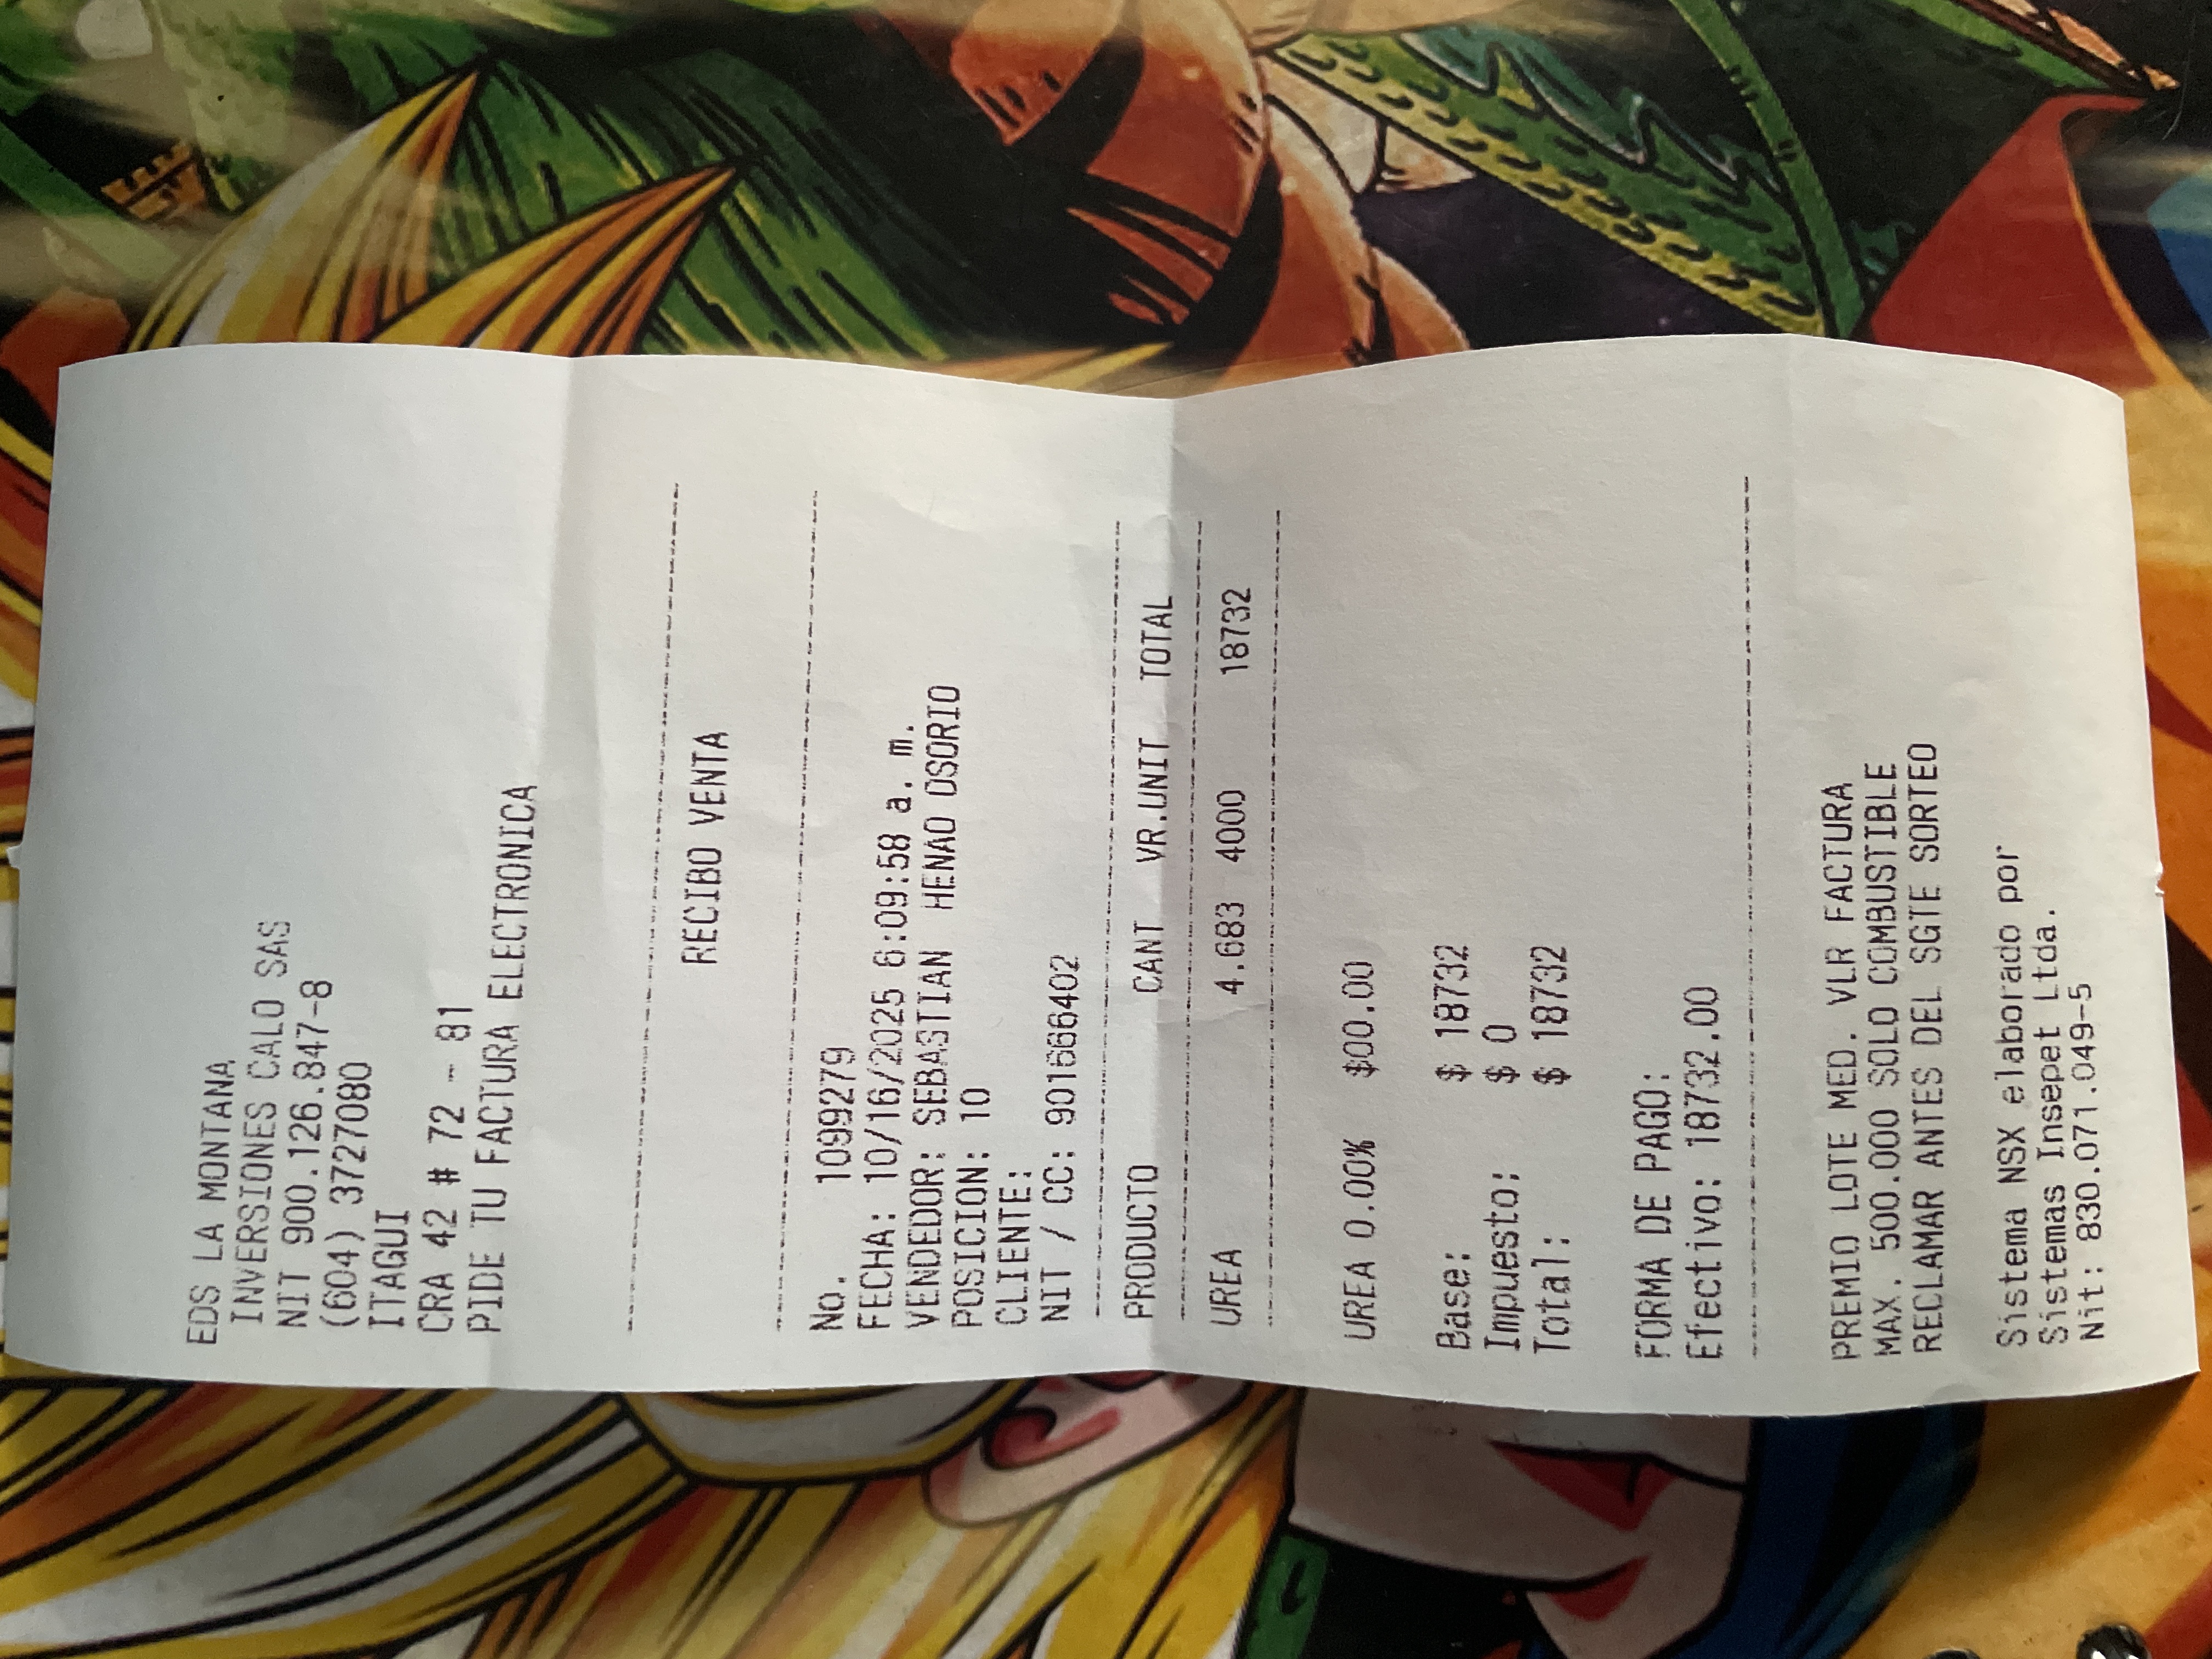 EDS LA MONTANA
INVERSIONES CALO SAS
NIT 900.126.847-8
(604) 3727080
ITAGUI
CRA 42 # 72 - 81
PIDE TU FACTURA ELECTRONICA
RECIBO VENTA
No. 1099279
FECHA: 10/16/2025 6:09:58 a. m.
VENDEDOR: SEBASTIAN HENAO OSORIO
POSICION: 10
CLIENTE:
NIT / CC: 901666402
PRODUCTO CANT VR.UNIT TOTAL
UREA 4.683 4000 18732
UREA 0.00% $00.00
Base: $ 18732
Impuesto: $ 0
Total: $ 18732
FORMA DE PAGO:
Efectivo: 18732.00
PREMIO LOTE MED. VLR FACTURA
MAX. 500.000 SOLO COMBUSTIBLE
RECLAMAR ANTES DEL SGTE SORTEO
Sistema NSX elaborado por
Sistemas Insepet Ltda.
Nit: 830.071.049-5